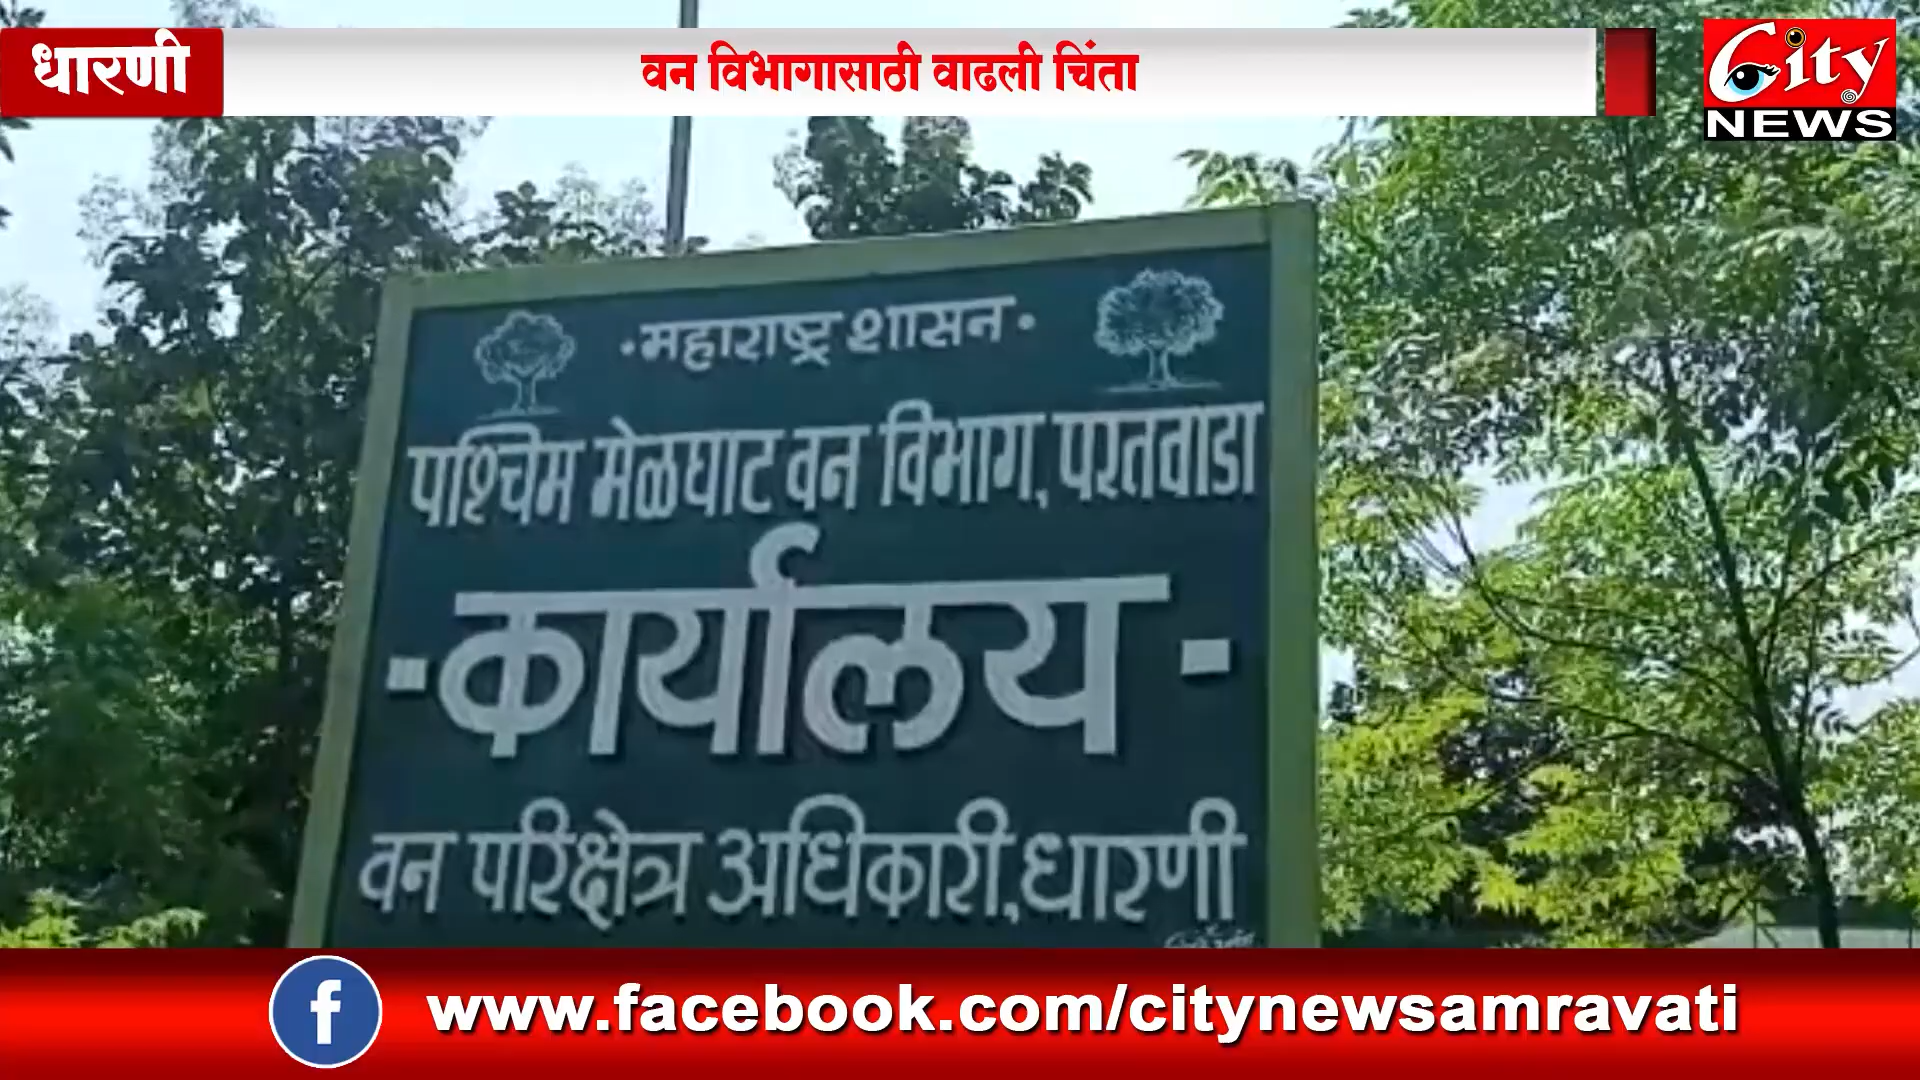 धारणी
वन विभागासाठी वाढली चिंता
City
NEWS
·महाराष्ट्र शासन·
पश्चिम मेळघाट वन विभाग, परतवाडा
-कार्यालय-
वन परिक्षेत्र अधिकारी, धारणी
www.facebook.com/citynewsamravati